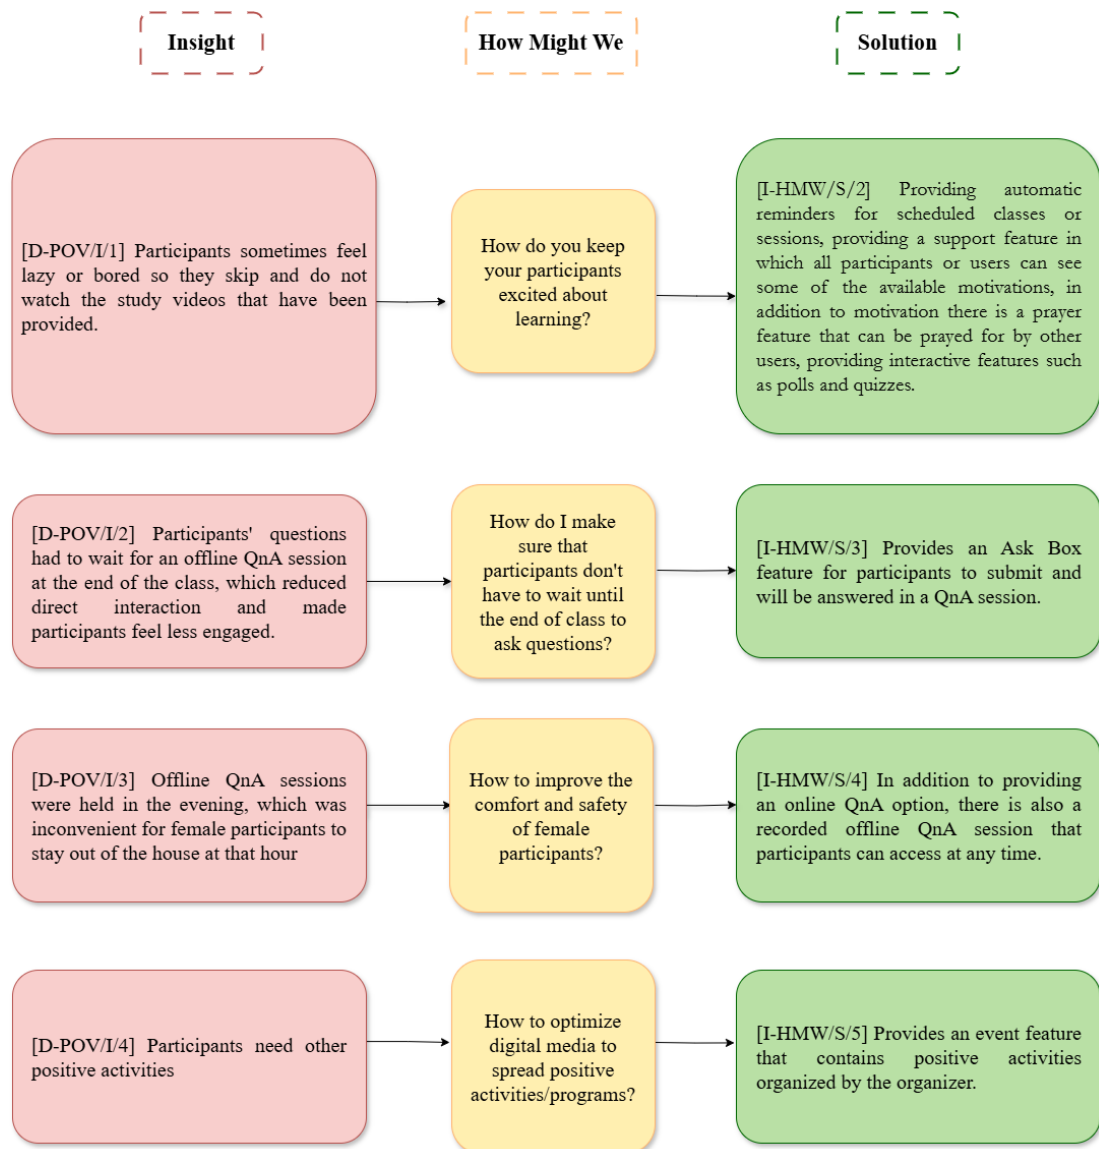 Insight
How Might We
Solution
[D-POV/I/1] Participants sometimes feel
lazy or bored so they skip and do not
watch the study videos that have been
provided.
How do you keep
your participants
excited about
learning?
[I-HMW/S/2] Providing automatic
reminders for scheduled classes or
sessions, providing a support feature in
which all participants or users can see
some of the available motivations, in
addition to motivation there is a prayer
feature that can be prayed for by other
users, providing interactive features such
as polls and quizzes.
[D-POV/I/2] Participants' questions
had to wait for an offline QnA session
at the end of the class, which reduced
direct interaction and made
participants feel less engaged.
How do I make
sure that
participants don't
have to wait until
the end of class to
ask questions?
[I-HMW/S/3] Provides an Ask Box
feature for participants to submit and
will be answered in a QnA session.
[D-POV/I/3] Offline QnA sessions
were held in the evening, which was
inconvenient for female participants to
stay out of the house at that hour
How to improve the
comfort and safety
of female
participants?
[I-HMW/S/4] In addition to providing
an online QnA option, there is also a
recorded offline QnA session that
participants can access at any time.
[D-POV/I/4] Participants need other
positive activities
How to optimize
digital media to
spread positive
activities/programs?
[I-HMW/S/5] Provides an event feature
that contains positive activities
organized by the organizer.